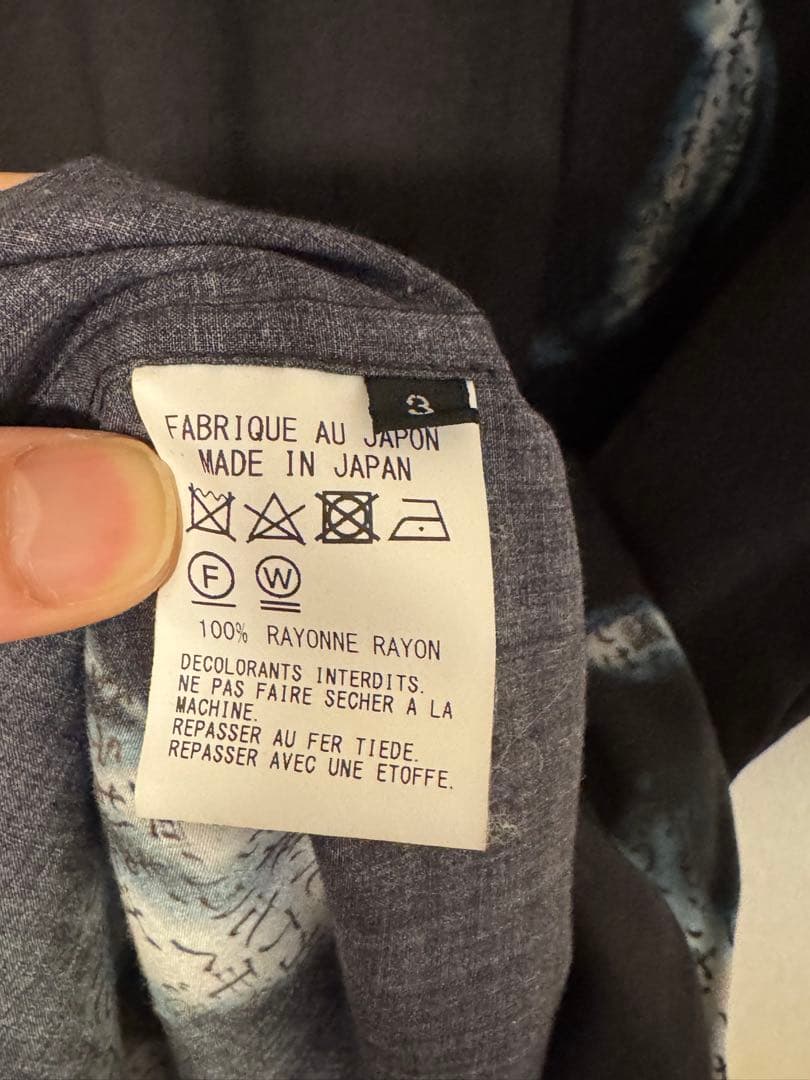 3
FABRIQUE AU JAPON
MADE IN JAPAN
F W
100% RAYONNE RAYON
DECOLORANTS INTERDITS.
NE PAS FAIRE SECHER A LA
MACHINE.
REPASSER AU FER TIEDE.
REPASSER AVEC UNE ETOFFE.